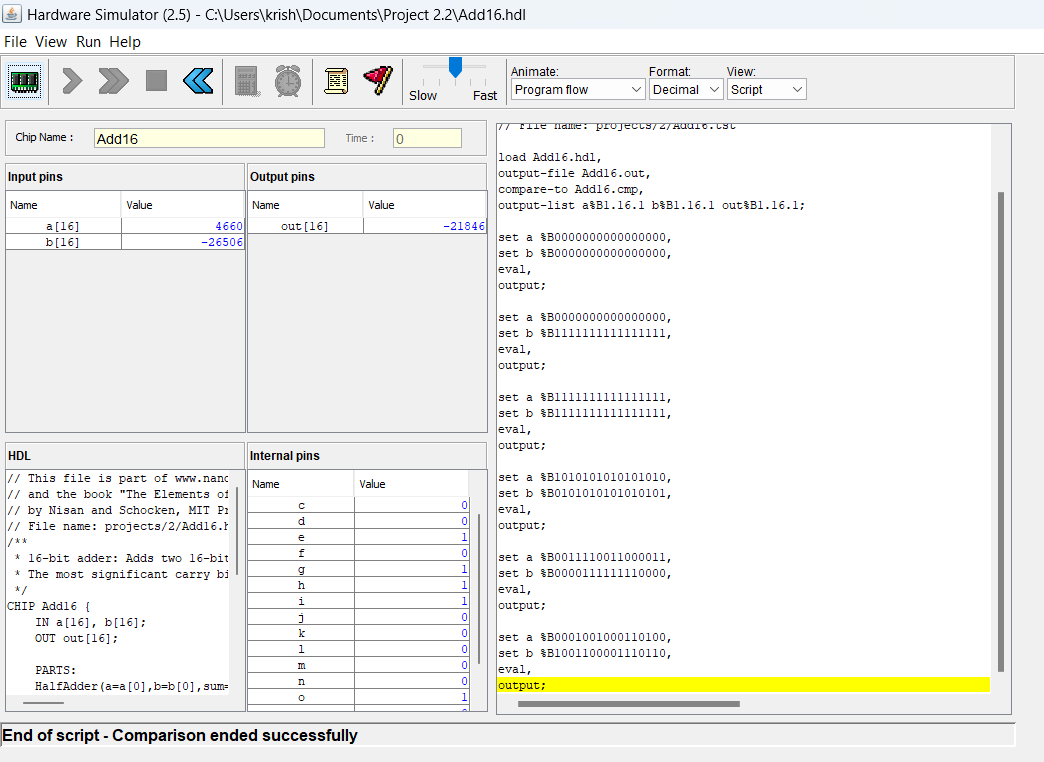 Hardware Simulator (2.5) - C:\Users\krish\Documents\Project 2.2\Add16.hdl
File View Run Help
Slow Fast
Animate: Format: View:
Program flow Decimal Script
Chip Name : Add16 Time : 0
Input pins
Name Value
a[16] 4660
b[16] -26506
Output pins
Name Value
out[16] -21846
HDL
// This file is part of www.nand
// and the book "The Elements of
// by Nisan and Schocken, MIT Pr
// File name: projects/2/Add16.h
/**
* 16-bit adder: Adds two 16-bit
* The most significant carry bi
*/
CHIP Add16 {
IN a[16], b[16];
OUT out[16];
PARTS:
HalfAdder(a=a[0],b=b[0],sum=
Internal pins
Name Value
c 0
d 0
e 1
f 0
g 1
h 1
i 1
j 0
k 0
l 0
m 0
n 0
o 1
// File name: projects/2/Add16.tst
load Add16.hdl,
output-file Add16.out,
compare-to Add16.cmp,
output-list a%B1.16.1 b%B1.16.1 out%B1.16.1;
set a %B0000000000000000,
set b %B0000000000000000,
eval,
output;
set a %B0000000000000000,
set b %B1111111111111111,
eval,
output;
set a %B1111111111111111,
set b %B1111111111111111,
eval,
output;
set a %B1010101010101010,
set b %B0101010101010101,
eval,
output;
set a %B0011110011000011,
set b %B0000111111110000,
eval,
output;
set a %B0001001000110100,
set b %B1001100001110110,
eval,
output;
End of script - Comparison ended successfully